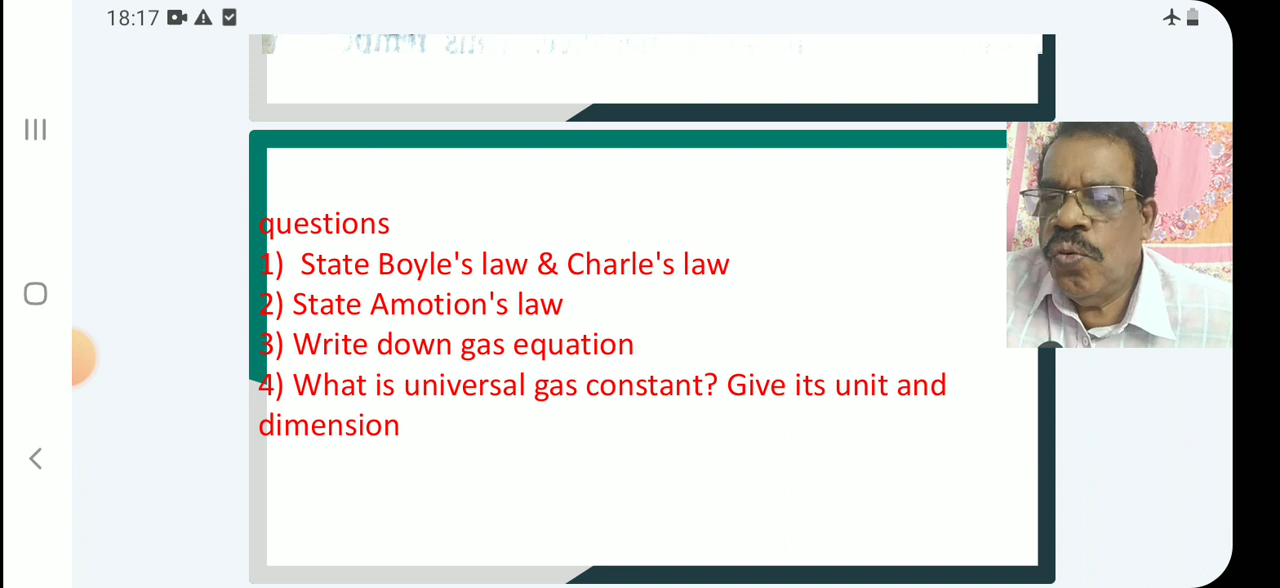 18:17
questions
1) State Boyle's law & Charle's law
2) State Amotion's law
3) Write down gas equation
4) What is universal gas constant? Give its unit and
dimension